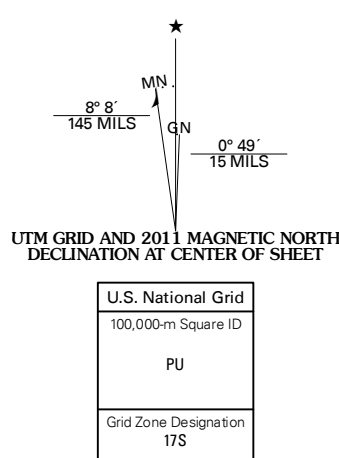 ★
MN
GN
8° 8´
145 MILS
0° 49´
15 MILS
UTM GRID AND 2011 MAGNETIC NORTH
DECLINATION AT CENTER OF SHEET
U.S. National Grid
100,000-m Square ID
PU
Grid Zone Designation
17S